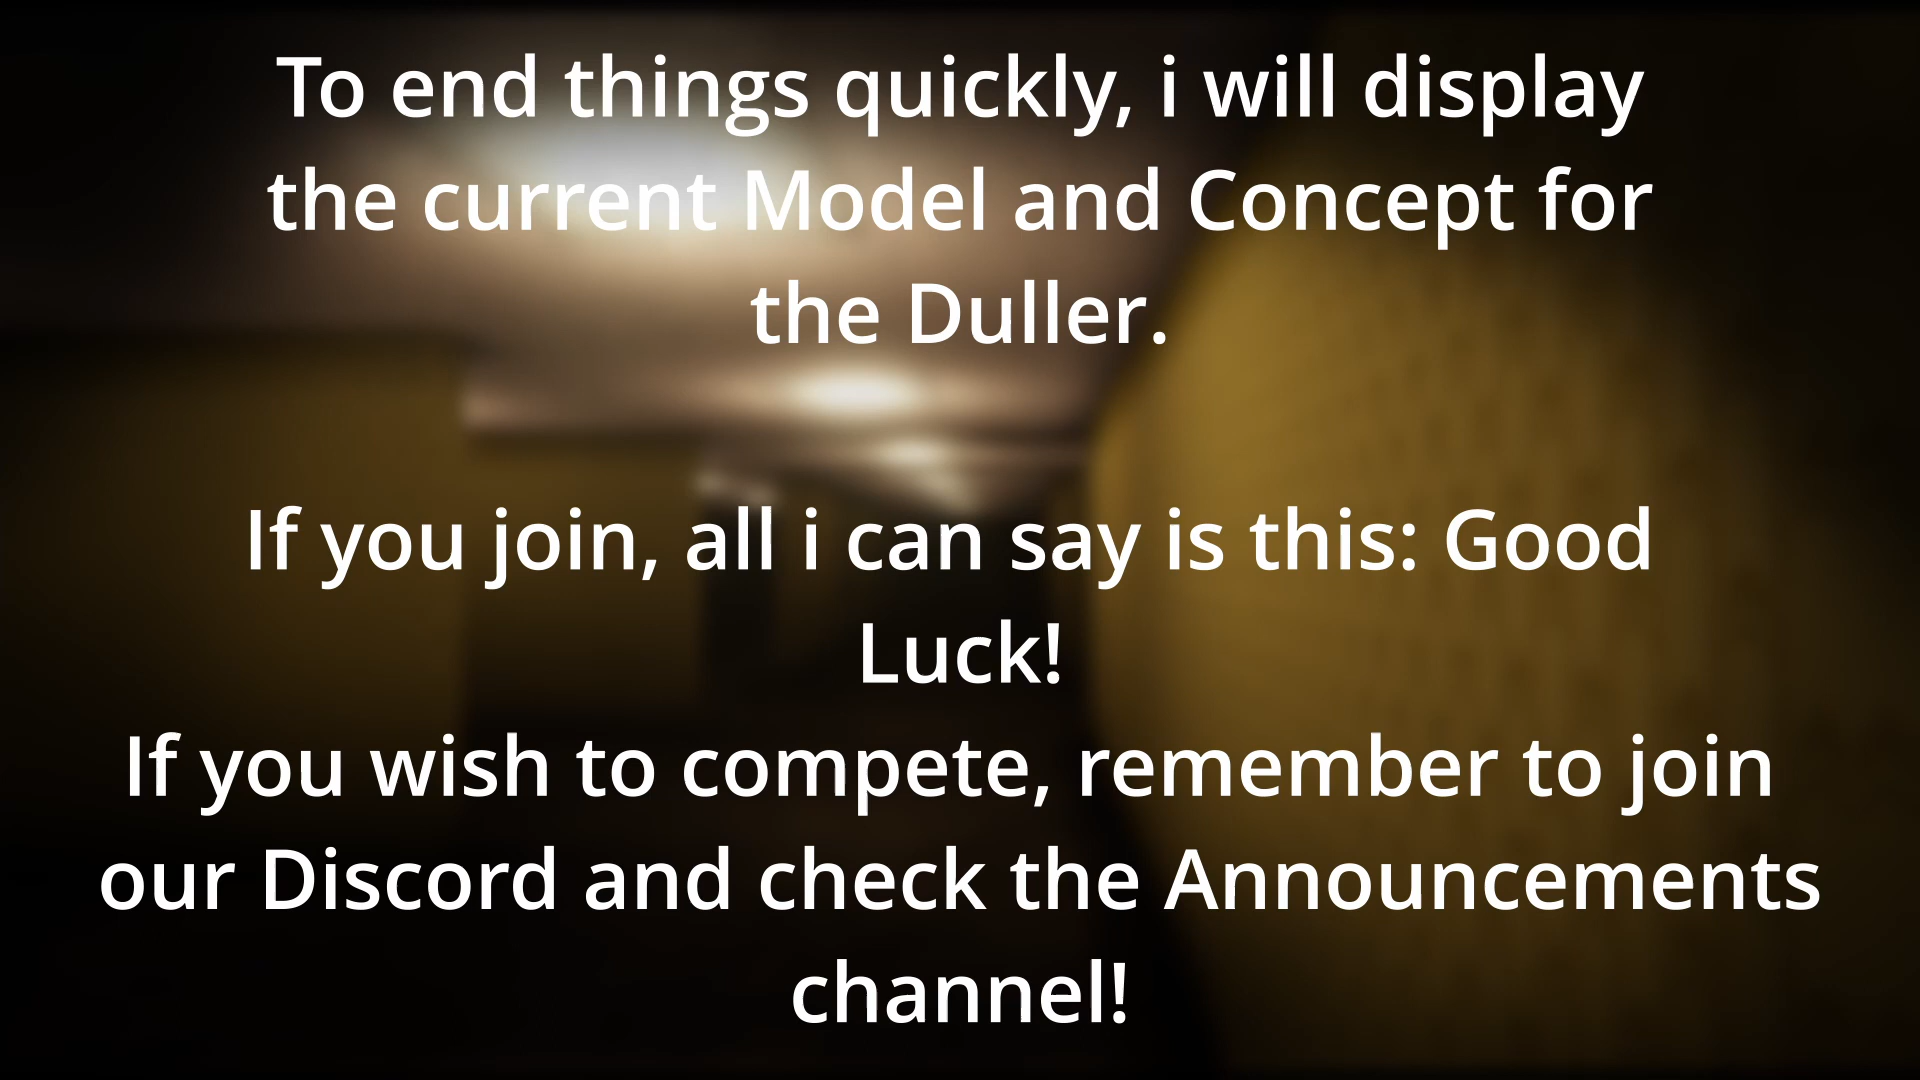 To end things quickly, i will display
the current Model and Concept for
the Duller.
If you join, all i can say is this: Good
Luck!
If you wish to compete, remember to join
our Discord and check the Announcements
channel!